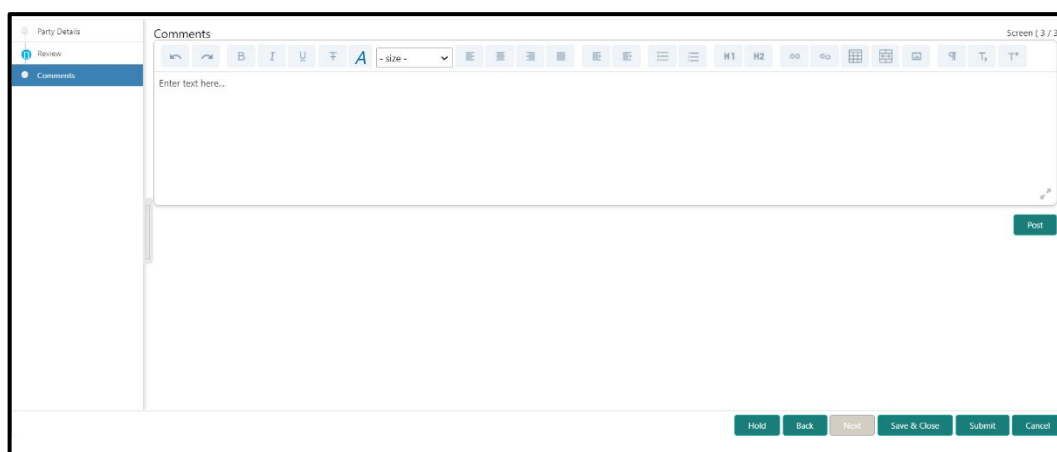 Party Details
Review
Comments
Comments
Screen ( 3 / 3
B I U T A - size - H1 H2 ¶ Tx T*
Enter text here...
Post
Hold Back Next Save & Close Submit Cancel